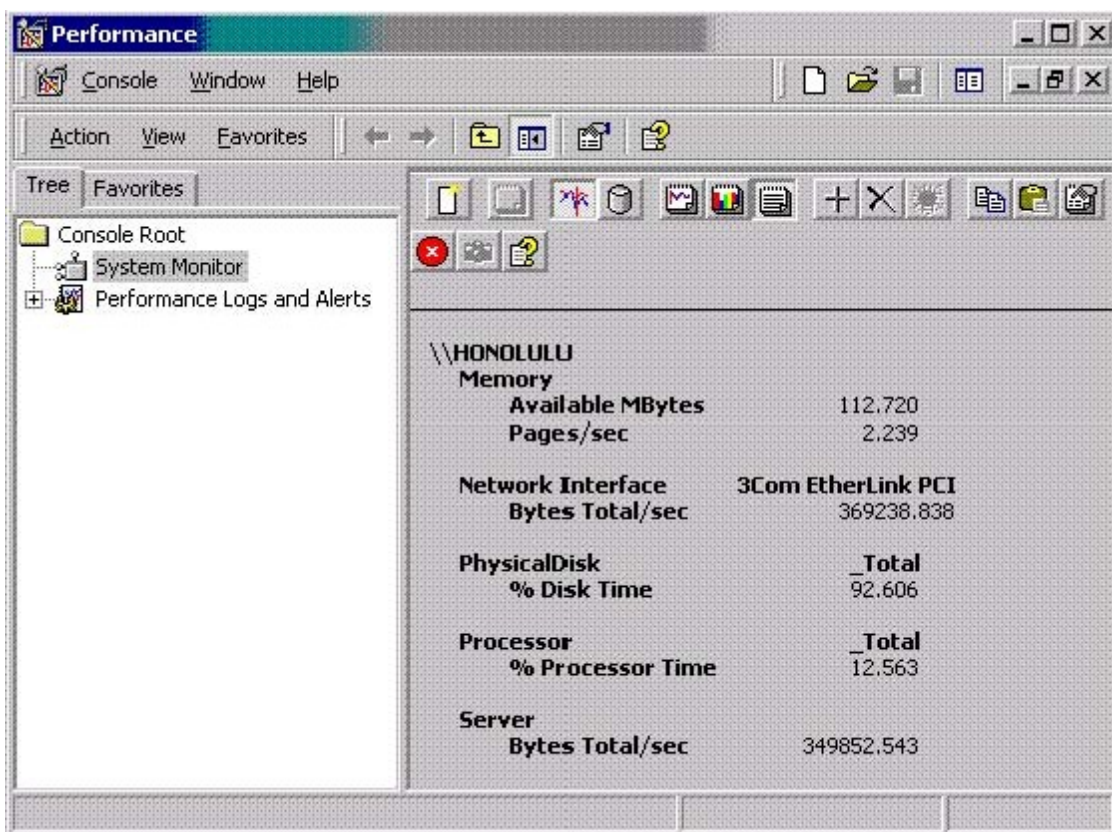 Performance
Console Window Help
Action View Favorites
Tree Favorites
Console Root
System Monitor
Performance Logs and Alerts
\\HONOLULU
Memory
Available MBytes 112.720
Pages/sec 2.239
Network Interface 3Com EtherLink PCI
Bytes Total/sec 369238.838
PhysicalDisk _Total
% Disk Time 92.606
Processor _Total
% Processor Time 12.563
Server
Bytes Total/sec 349852.543